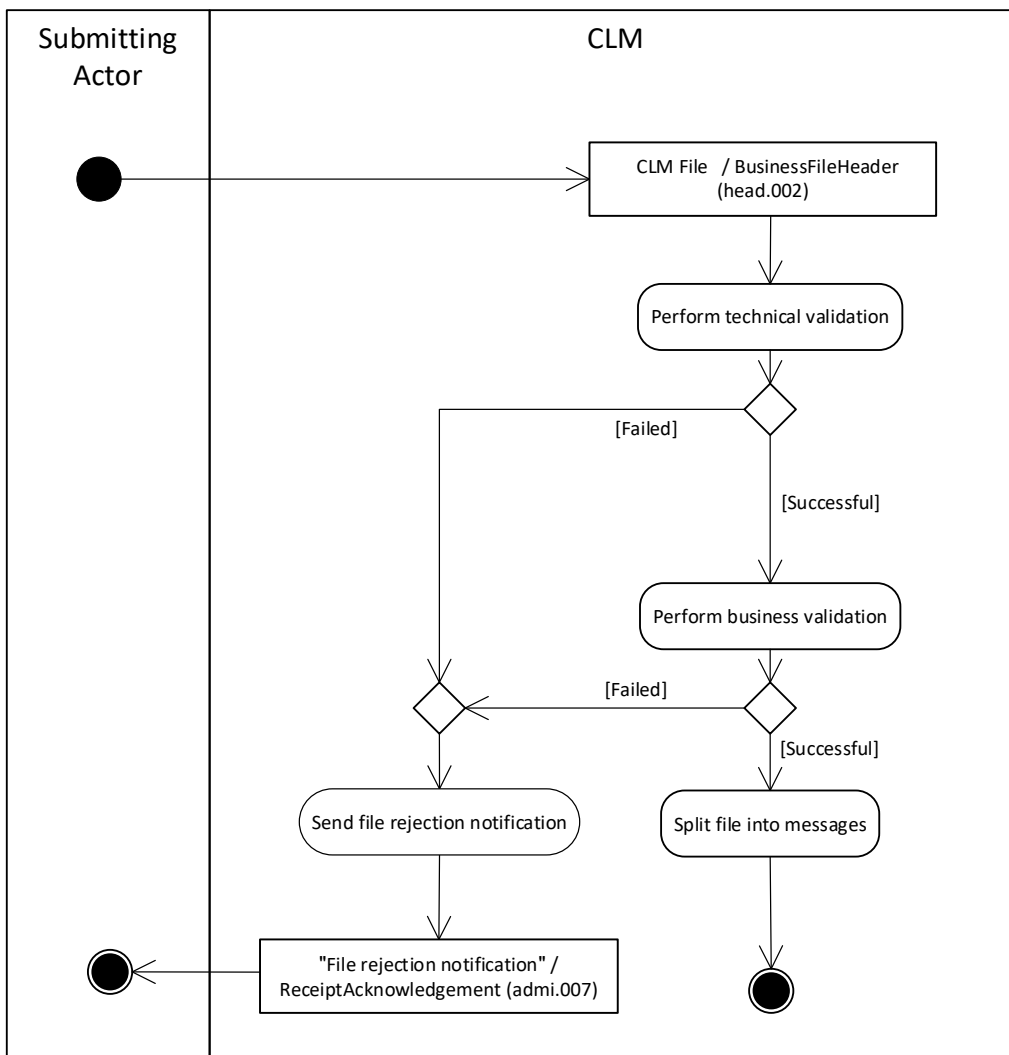 Submitting
Actor
CLM
CLM File / BusinessFileHeader
(head.002)
Perform technical validation
[Failed]
[Successful]
Perform business validation
[Failed]
[Successful]
Send file rejection notification
Split file into messages
"File rejection notification" /
ReceiptAcknowledgement (admi.007)